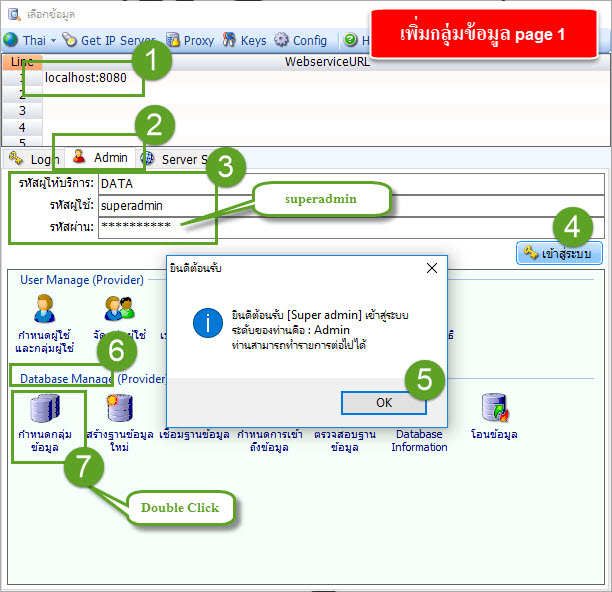 เลือกข้อมูล
เพิ่มกลุ่มข้อมูล page 1
Thai Get IP Server Proxy Keys Config
Line WebserviceURL
1 localhost:8080
1
2
3
4
5
2
Login Admin Server S
3
รหัสผู้ให้บริการ: DATA
รหัสผู้ใช้: superadmin
รหัสผ่าน: **********
superadmin
4
เข้าสู่ระบบ
User Manage (Provider)
กำหนดผู้ใช้
และกลุ่มผู้ใช้
ยินดีต้อนรับ
ยินดีต้อนรับ [Super admin] เข้าสู่ระบบ
ระดับของท่านคือ : Admin
ท่านสามารถทำรายการต่อไปได้
5
OK
6
Database Manage (Provider)
กำหนดกลุ่ม
ข้อมูล
สร้างฐานข้อมูล
ใหม่
เชื่อมฐานข้อมูล
กำหนดการเข้า
ถึงข้อมูล
ตรวจสอบฐาน
ข้อมูล
Database
Information
โอนข้อมูล
7
Double Click